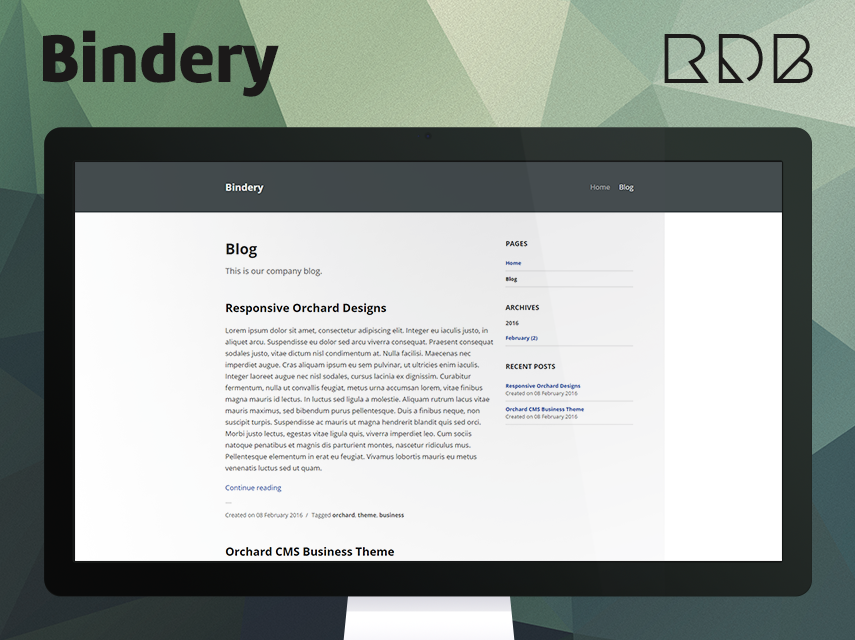 Bindery
RDB
Bindery
Home Blog
Blog
This is our company blog.
Responsive Orchard Designs
Lorem ipsum dolor sit amet, consectetur adipiscing elit. Integer eu iaculis justo, in
aliquet arcu. Suspendisse eu dolor sed arcu viverra consequat. Praesent consequat
sodales justo, vitae dictum nisl condimentum at. Nulla facilisi. Maecenas nec
imperdiet augue. Cras aliquam ipsum eu sem pulvinar, ut ultricies enim iaculis.
Integer laoreet augue nec nisl sodales, cursus lacinia ex dignissim. Curabitur
fermentum, nulla ut convallis feugiat, metus urna accumsan lorem, vitae finibus
magna mauris id lectus. In luctus sed ligula a molestie. Aliquam rutrum lacus vitae
mauris maximus, sed bibendum purus pellentesque. Duis a finibus neque, non
suscipit turpis. Suspendisse ac mauris ut magna hendrerit blandit quis sed orci.
Morbi justo lectus, egestas vitae ligula quis, viverra imperdiet leo. Cum sociis
natoque penatibus et magnis dis parturient montes, nascetur ridiculus mus.
Pellentesque elementum in erat eu feugiat. Vivamus lobortis mauris eu metus
venenatis luctus sed ut quam.
Continue reading
—
Created on 08 February 2016 / Tagged orchard, theme, business
Orchard CMS Business Theme
PAGES
Home
Blog
ARCHIVES
2016
February (2)
RECENT POSTS
Responsive Orchard Designs
Created on 08 February 2016
Orchard CMS Business Theme
Created on 08 February 2016